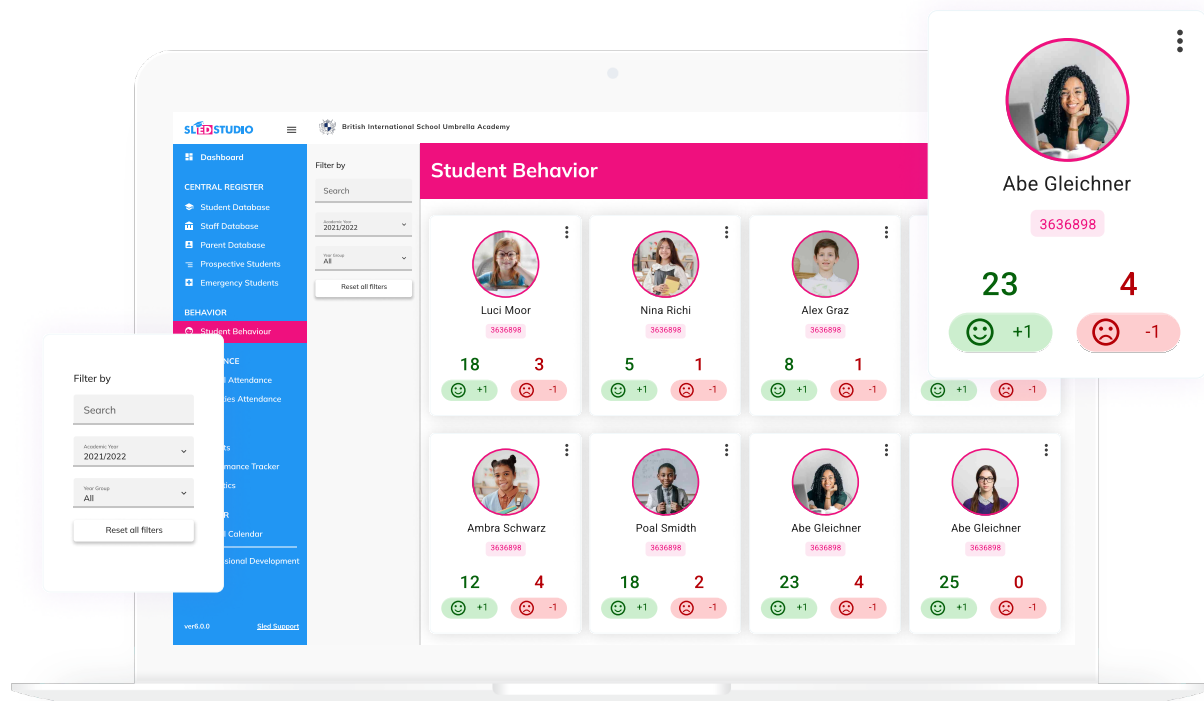 SLEDSTUDIO
British International School Umbrella Academy
Dashboard
CENTRAL REGISTER
Student Database
Staff Database
Parent Database
Prospective Students
Emergency Students
BEHAVIOR
Student Behaviour
Attendance
Attendance
mance Tracker
Calendar
sional Development
ver6.0.0
Sled Support
Filter by
Search
Academic Year
2021/2022
Year Group
All
Reset all filters
Filter by
Search
Academic Year
2021/2022
Year Group
All
Reset all filters
Student Behavior
Luci Moor
3636898
18 3
+1 -1
Nina Richi
3636898
5 1
+1 -1
Alex Graz
3636898
8 1
+1 -1
+1 -1
Ambra Schwarz
3636898
12 4
+1 -1
Poal Smidth
3636898
18 2
+1 -1
Abe Gleichner
3636898
23 4
+1 -1
Abe Gleichner
3636898
25 0
+1 -1
Abe Gleichner
3636898
23 4
+1 -1